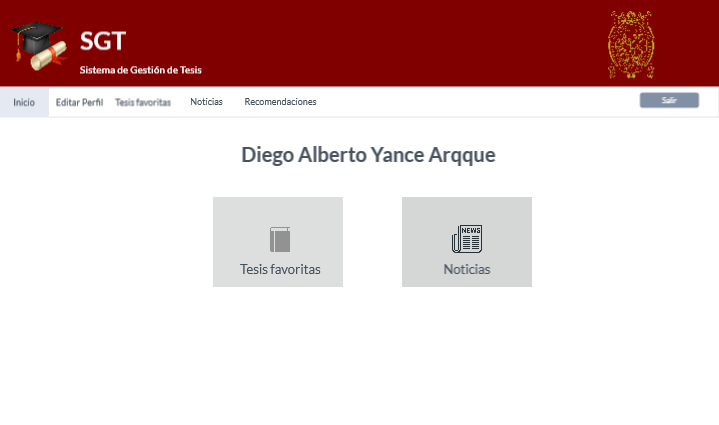 SGT
Sistema de Gestión de Tesis
Inicio Editar Perfil Tesis favoritas Noticias Recomendaciones Salir
Diego Alberto Yance Arqque
NEWS
Tesis favoritas Noticias